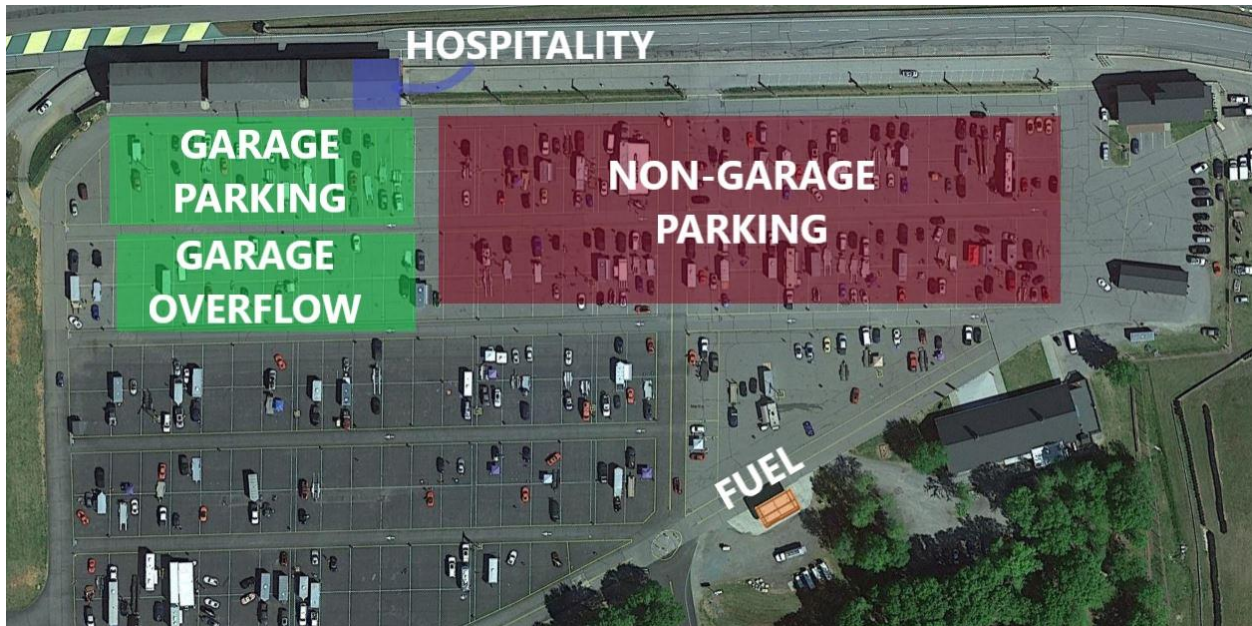 HOSPITALITY
GARAGE
PARKING
NON-GARAGE
PARKING
GARAGE
OVERFLOW
FUEL